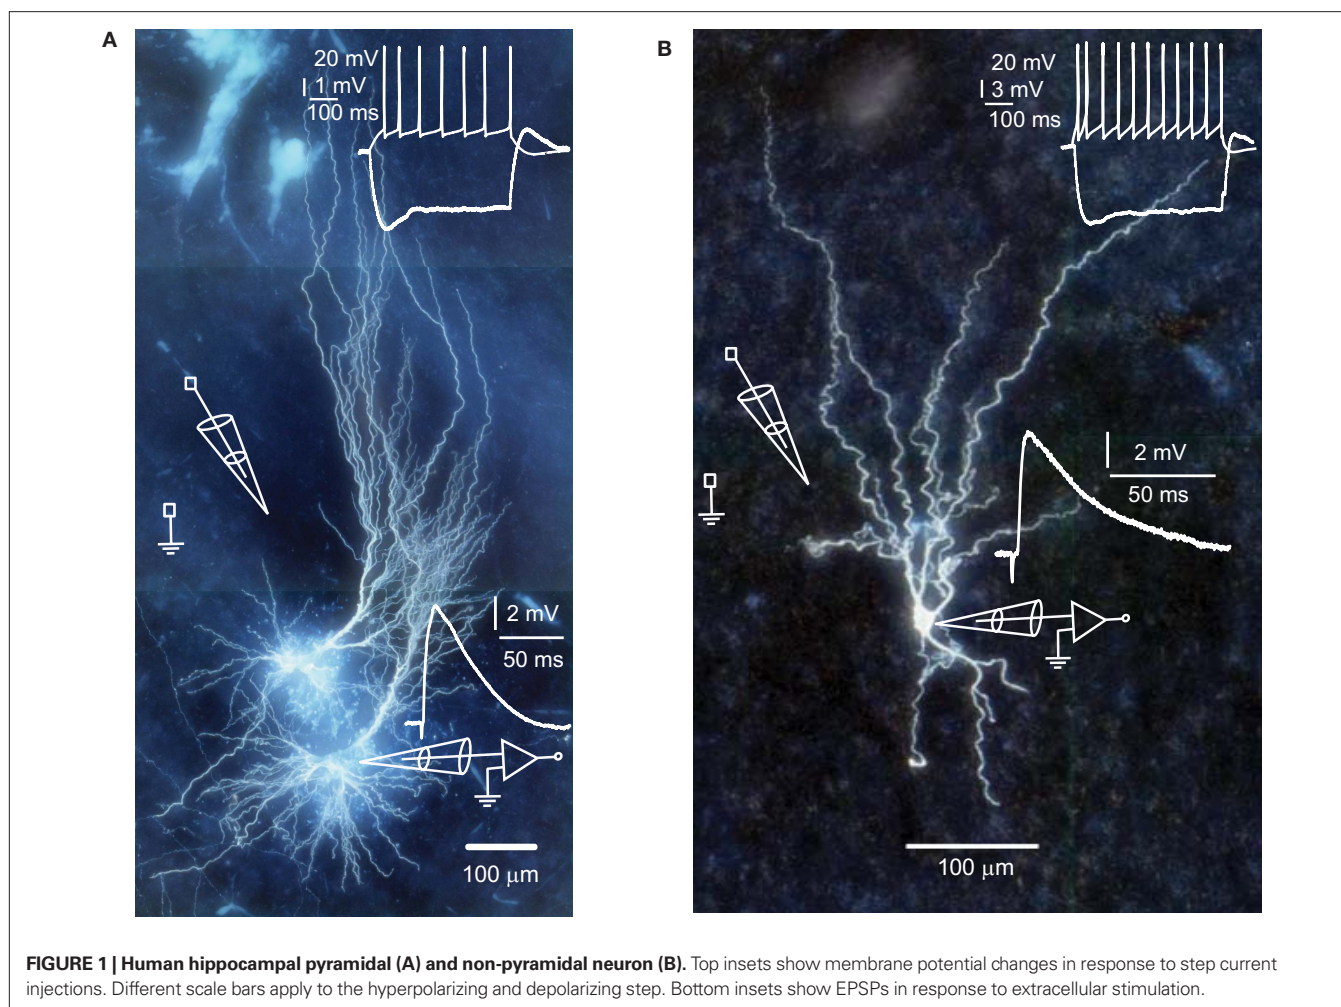 A
20 mV
1 mV
100 ms
2 mV
50 ms
100 μm
B
20 mV
3 mV
100 ms
2 mV
50 ms
100 μm
FIGURE 1 | Human hippocampal pyramidal (A) and non-pyramidal neuron (B). Top insets show membrane potential changes in response to step current
injections. Different scale bars apply to the hyperpolarizing and depolarizing step. Bottom insets show EPSPs in response to extracellular stimulation.